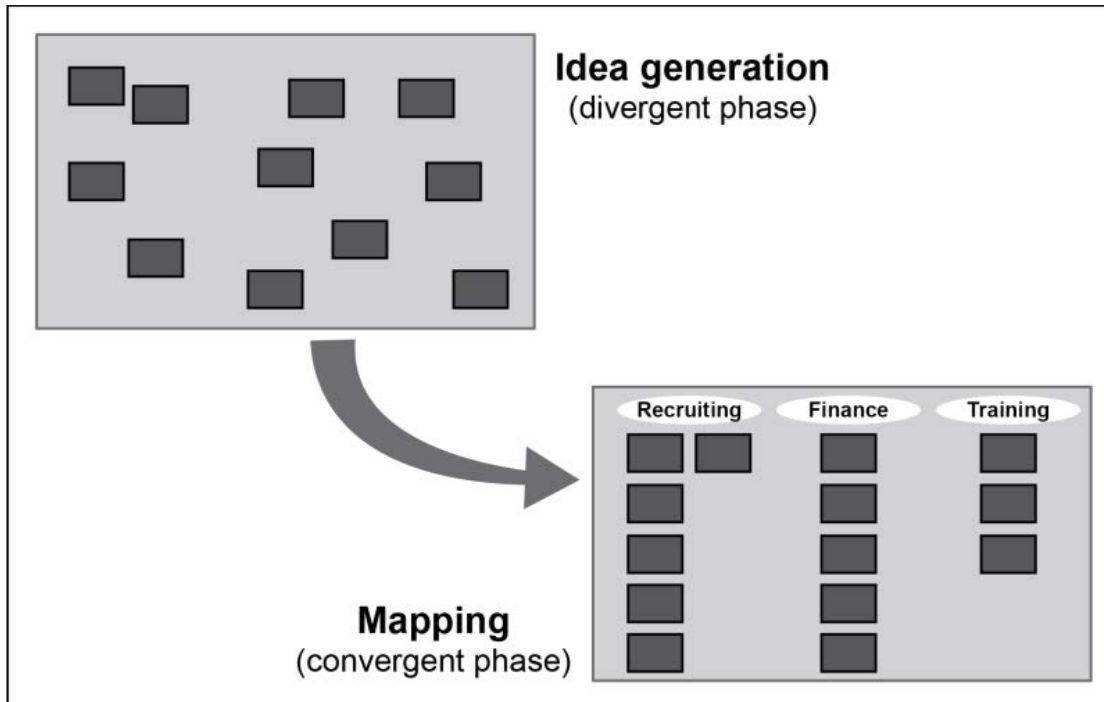 Idea generation
(divergent phase)
Recruiting Finance Training
Mapping
(convergent phase)